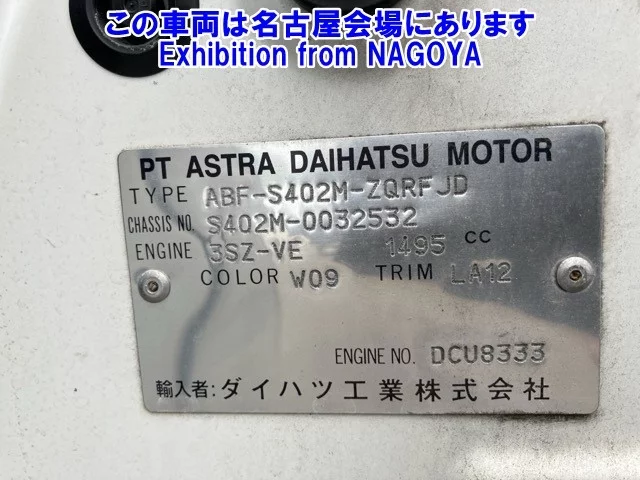 この車両は名古屋会場にあります
Exhibition from NAGOYA
PT ASTRA DAIHATSU MOTOR
TYPE ABF-S402M-ZQRFJD
CHASSIS NO. S402M-0032532
ENGINE 3SZ-VE 1495 CC
COLOR W09 TRIM LA12
ENGINE NO. DCU8333
輸入者: ダイハツ工業株式会社